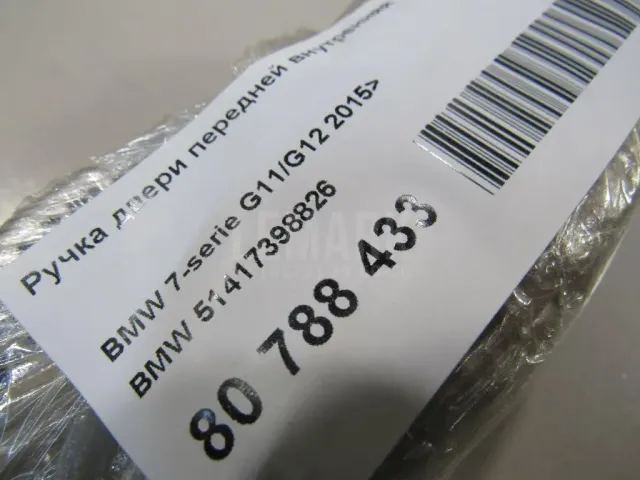 Ручка двери передней внутренняя
BMW 7-serie G11/G12 2015>
BMW 51417398826
80 788 433